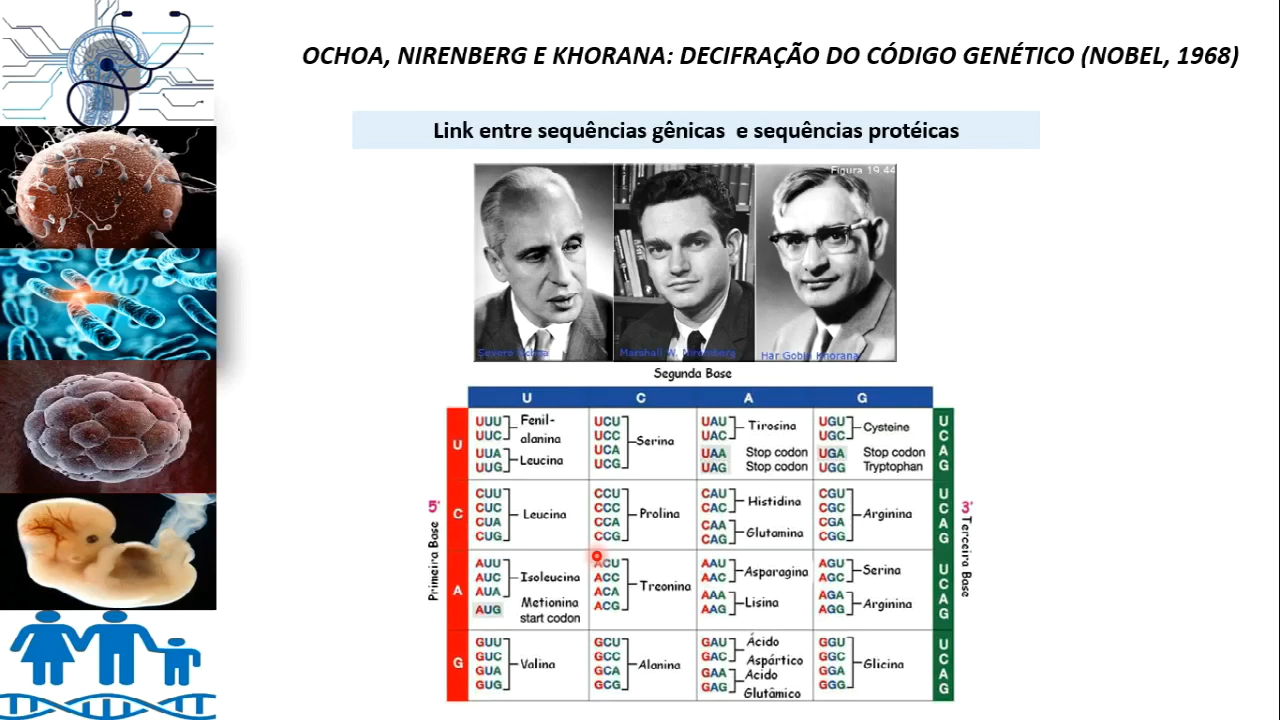 OCHOA, NIRENBERG E KHORANA: DECIFRAÇÃO DO CÓDIGO GENÉTICO (NOBEL, 1968)
Link entre sequências gênicas e sequências protéicas
Figura 19.44
Severo Ochoa
Marshall W. Nirenberg
Har Gobin Khorana
Segunda Base
U C A G
5'
Primeira Base
3'
Terceira Base
U
UUU
UUC
Fenil-
alanina
UUA
UUG
Leucina
UCU
UCC
UCA
UCG
Serina
UAU
UAC
Tirosina
UAA Stop codon
UAG Stop codon
UGU
UGC
Cysteine
UGA Stop codon
UGG Tryptophan
U
C
A
G
C
CUU
CUC
CUA
CUG
Leucina
CCU
CCC
CCA
CCG
Prolina
CAU
CAC
Histidina
CAA
CAG
Glutamina
CGU
CGC
CGA
CGG
Arginina
U
C
A
G
A
AUU
AUC
AUA
Isoleucina
AUG
Metionina
start codon
ACU
ACC
ACA
ACG
Treonina
AAU
AAC
Asparagina
AAA
AAG
Lisina
AGU
AGC
Serina
AGA
AGG
Arginina
U
C
A
G
G
GUU
GUC
GUA
GUG
Valina
GCU
GCC
GCA
GCG
Alanina
GAU
GAC
Ácido
Aspártico
GAA
GAG
Acido
Glutâmico
GGU
GGC
GGA
GGG
Glicina
U
C
A
G